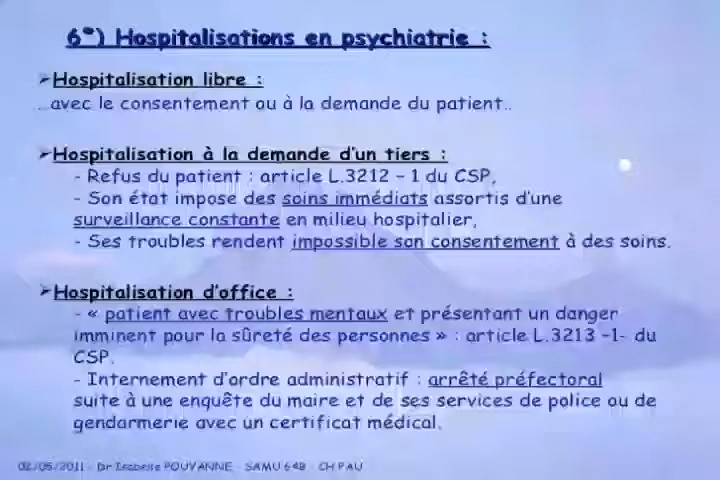 6°) Hospitalisations en psychiatrie :
➢Hospitalisation libre :
…avec le consentement ou à la demande du patient..
➢Hospitalisation à la demande d'un tiers :
- Refus du patient : article L.3212 – 1 du CSP,
- Son état impose des soins immédiats assortis d'une
surveillance constante en milieu hospitalier,
- Ses troubles rendent impossible son consentement à des soins.
➢Hospitalisation d'office :
- « patient avec troubles mentaux et présentant un danger
imminent pour la sûreté des personnes » : article L.3213 -1- du
CSP.
- Internement d'ordre administratif : arrêté préfectoral
suite à une enquête du maire et de ses services de police ou de
gendarmerie avec un certificat médical.
02/05/2011 - Dr Isabelle POUYANNE - SAMU 64B - CH PAU